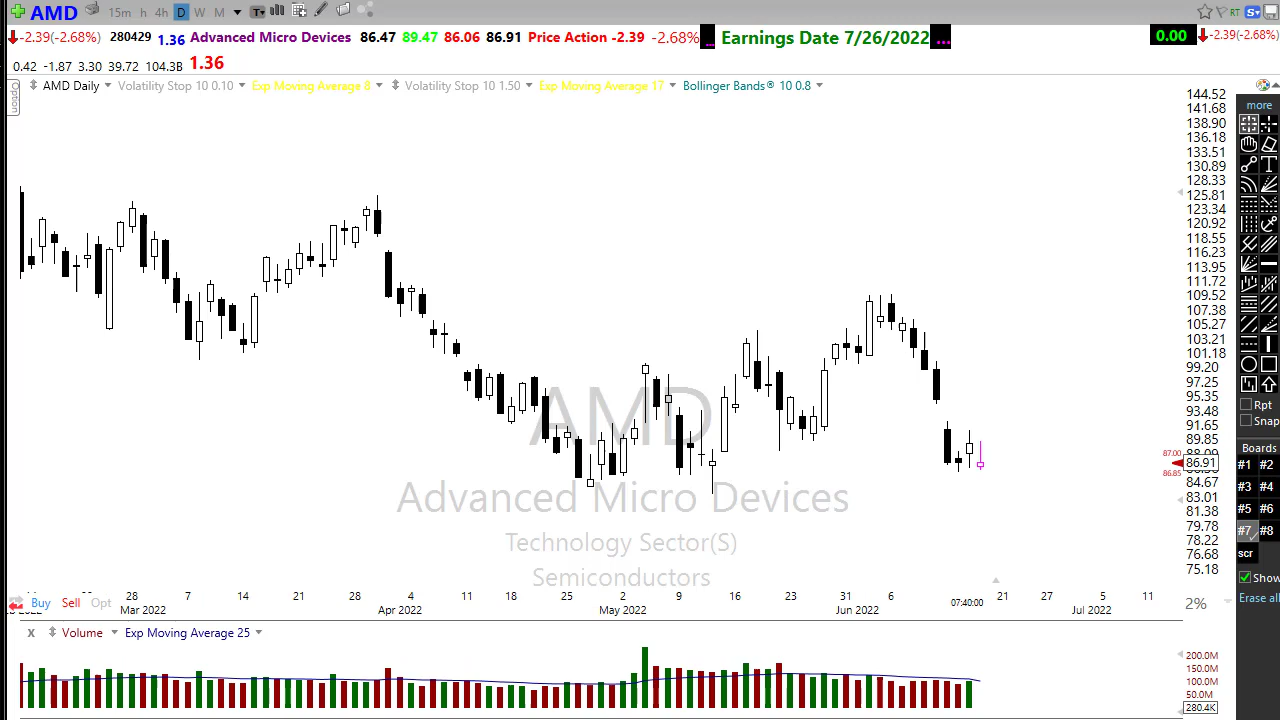 AMD 15m h 4h D W M T RT S
-2.39(-2.68%) 280429 1.36 Advanced Micro Devices 86.47 89.47 86.06 86.91 Price Action -2.39 -2.68% ... Earnings Date 7/26/2022 ... 0.00 -2.39(-2.68%)
0.42 -1.87 3.30 39.72 104.3B 1.36
Option
AMD Daily Volatility Stop 10 0.10 Exp Moving Average 8 Volatility Stop 10 1.50 Exp Moving Average 17 Bollinger Bands® 10 0.8
144.52
141.68
138.90
136.18
133.51
130.89
128.33
125.81
123.34
120.92
118.55
116.23
113.95
111.72
109.52
107.38
105.27
103.21
101.18
99.20
97.25
95.35
93.48
91.65
89.85
87.00
86.91
86.85
84.67
83.01
81.38
79.78
78.22
76.68
75.18
more
T
Rpt
Snap
Boards
#1 #2
#3 #4
#5 #6
#7 #8
scr
Show
Erase all
AMD
Advanced Micro Devices
Technology Sector(S)
Semiconductors
Buy Sell Opt
28 7 14 21 28 4 11 18 25 2 9 16 23 31 6 07:40:00 21 27 5 11
Mar 2022 Apr 2022 May 2022 Jun 2022 Jul 2022
2%
x Volume Exp Moving Average 25
200.0M
150.0M
100.0M
50.0M
280.4K